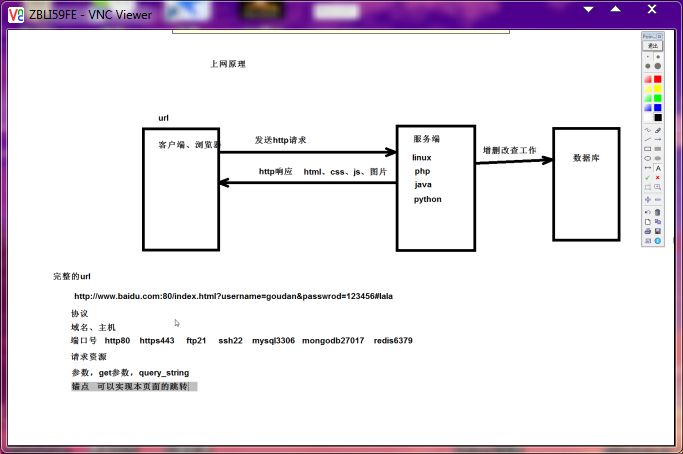 ZBLI59FE - VNC Viewer
上网原理
url
客户端、浏览器
发送http请求
http响应 html、css、js、图片
服务端
linux
php
java
python
增删改查工作
数据库
完整的url
http://www.baidu.com:80/index.html?username=goudan&passwrod=123456#lala
协议
域名、主机
端口号 http80 https443 ftp21 ssh22 mysql3306 mongodb27017 redis6379
请求资源
参数，get参数，query_string
锚点 可以实现本页面的跳转
退出
A